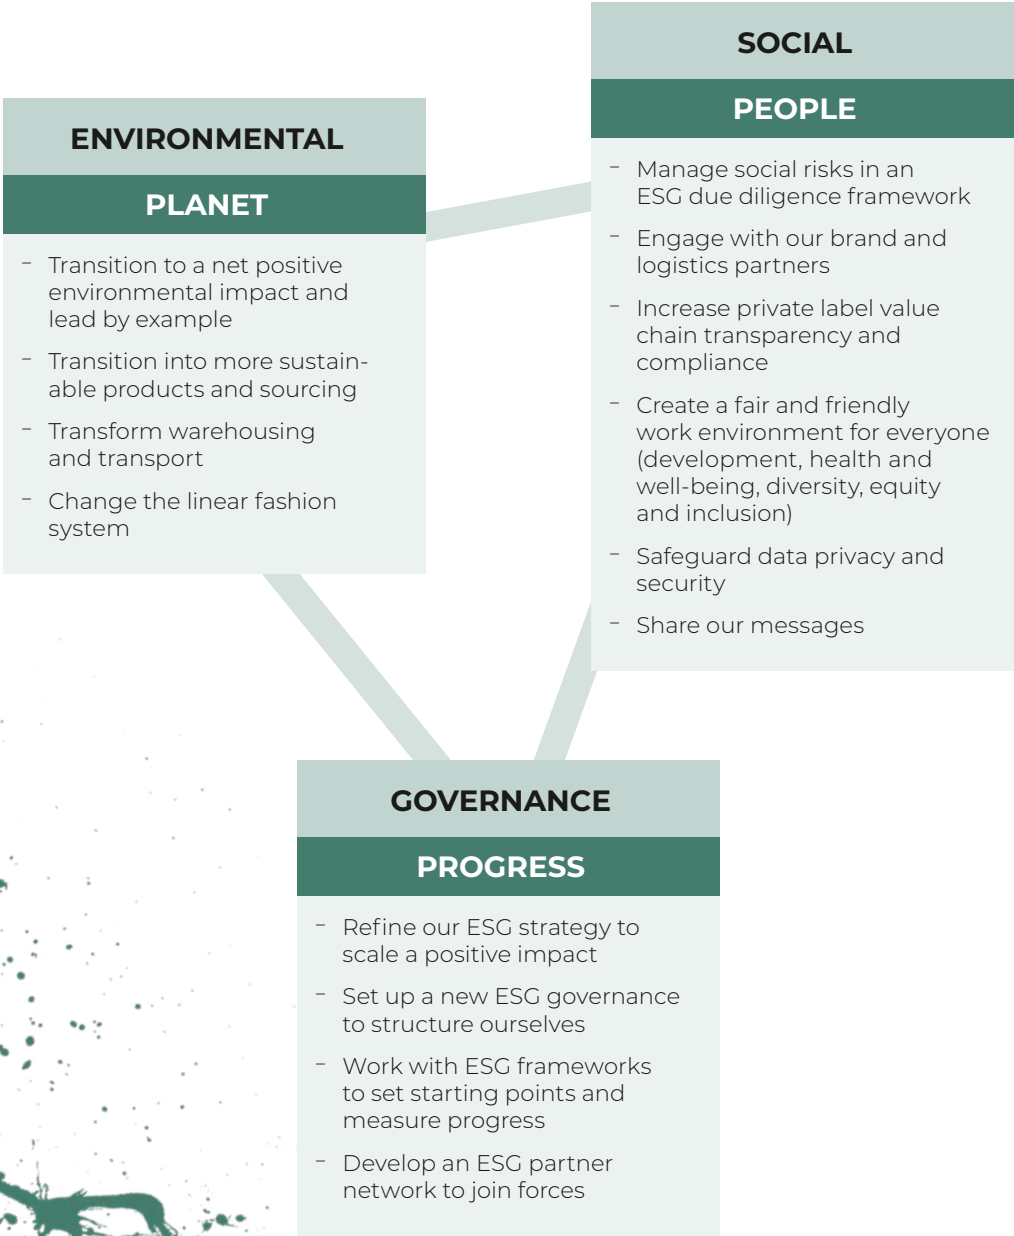 ENVIRONMENTAL
PLANET
- Transition to a net positive
environmental impact and
lead by example
- Transition into more sustain-
able products and sourcing
- Transform warehousing
and transport
- Change the linear fashion
system
SOCIAL
PEOPLE
- Manage social risks in an
ESG due diligence framework
- Engage with our brand and
logistics partners
- Increase private label value
chain transparency and
compliance
- Create a fair and friendly
work environment for everyone
(development, health and
well-being, diversity, equity
and inclusion)
- Safeguard data privacy and
security
- Share our messages
GOVERNANCE
PROGRESS
- Refine our ESG strategy to
scale a positive impact
- Set up a new ESG governance
to structure ourselves
- Work with ESG frameworks
to set starting points and
measure progress
- Develop an ESG partner
network to join forces